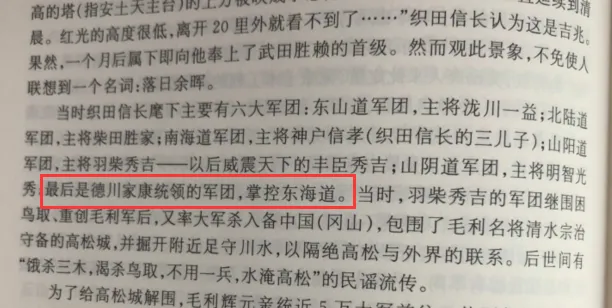 高的塔(指安土天主台)的上方被
晨。红光的高度很低,离开20里外就看不到了……”织田信长认为这是吉兆。
果然,一个月后属下即向他奉上了武田胜赖的首级。然而观此景象,不免使人
联想到一个名词:落日余晖。
当时织田信长麾下主要有六大军团:东山道军团,主将泷川一益;北陆道
军团,主将柴田胜家;南海道军团,主将神户信孝(织田信长的三儿子);山阳道
军团,主将羽柴秀吉——以后威震天下的丰臣秀吉;山阴道军团,主将明智光
秀;最后是德川家康统领的军团,掌控东海道。当时,羽柴秀吉的军团继围困
鸟取、重创毛利军后,又率大军杀入备中国(冈山),包围了毛利名将清水宗治
守备的高松城,并掘开附近足守川水,以隔绝高松与外界的联系。后世间有
“饿杀三木,渴杀鸟取,不用一兵,水淹高松”的民谣流传。
为了给高松城解围,毛利辉元亲统近5万大军